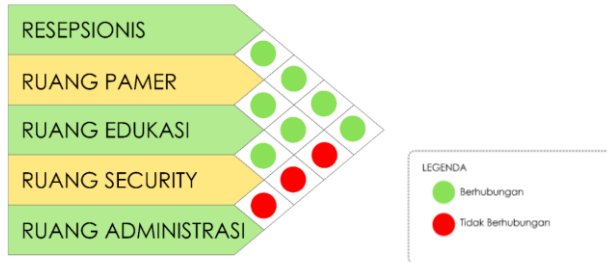 RESEPSIONIS
RUANG PAMER
RUANG EDUKASI
RUANG SECURITY
RUANG ADMINISTRASI
LEGENDA
Berhubungan
Tidak Berhubungan